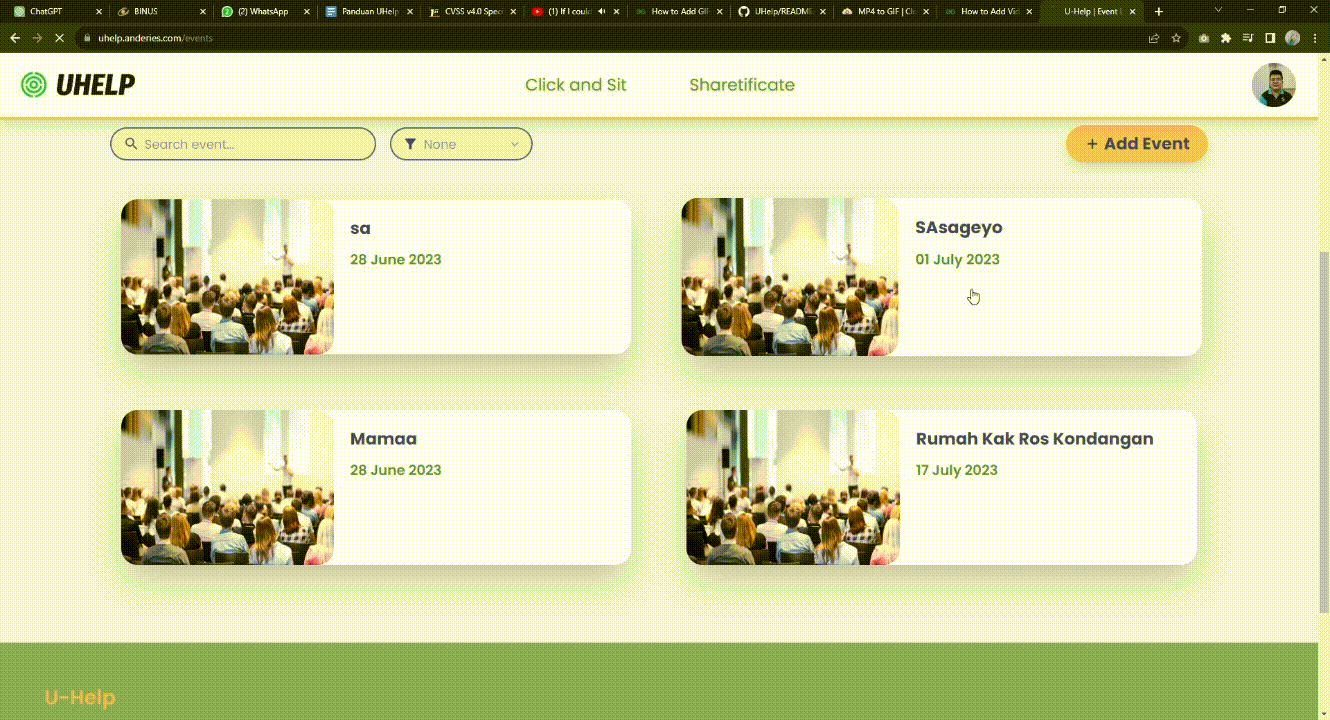 ChatGPT
BINUS
(2) WhatsApp
Panduan UHelp
CVSS v4.0 Spec
(1) If I could
How to Add GIF
UHelp/README
MP4 to GIF | Cl
How to Add Vid
U-Help | Event L
uhelp.anderies.com/events
UHELP
Click and Sit
Sharetificate
Search event...
None
+ Add Event
sa
28 June 2023
SAsageyo
01 July 2023
Mamaa
28 June 2023
Rumah Kak Ros Kondangan
17 July 2023
U-Help